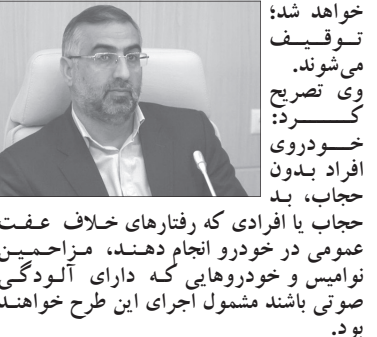 خواهد شد؛
توقیف
می‌شوند.
وی تصریح
کرد:
خودروی
افراد بدون
حجاب، بد
حجاب یا افرادی که رفتارهای خلاف عفت
عمومی در خودرو انجام دهند، مزاحمین
نوامیس و خودروهایی که دارای آلودگی
صوتی باشند مشمول اجرای این طرح خواهند
بود.